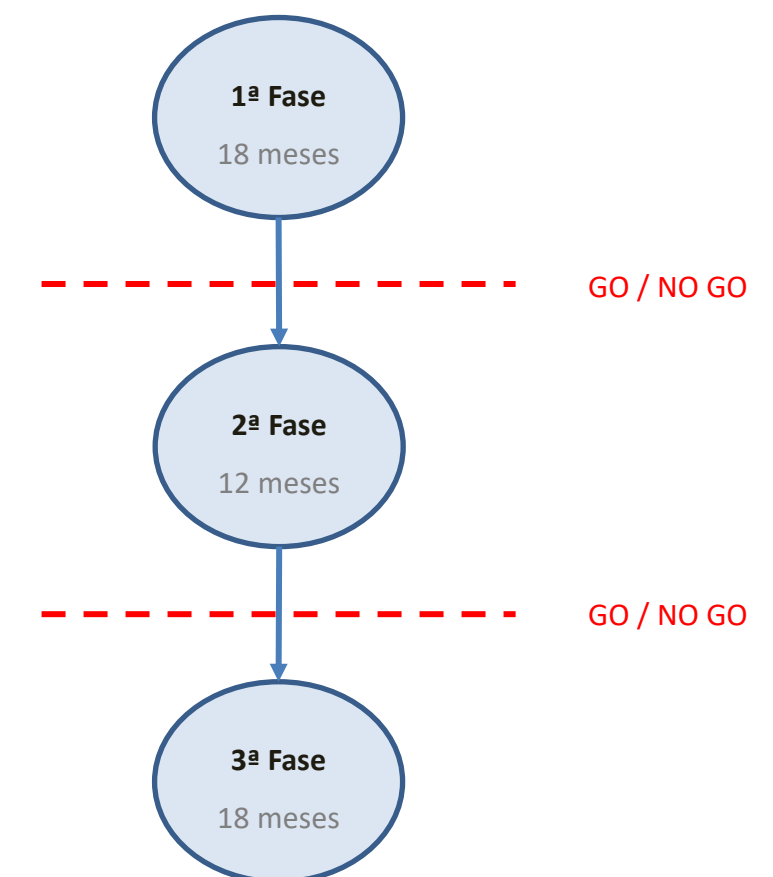 1ª Fase
18 meses
GO / NO GO
2ª Fase
12 meses
GO / NO GO
3ª Fase
18 meses